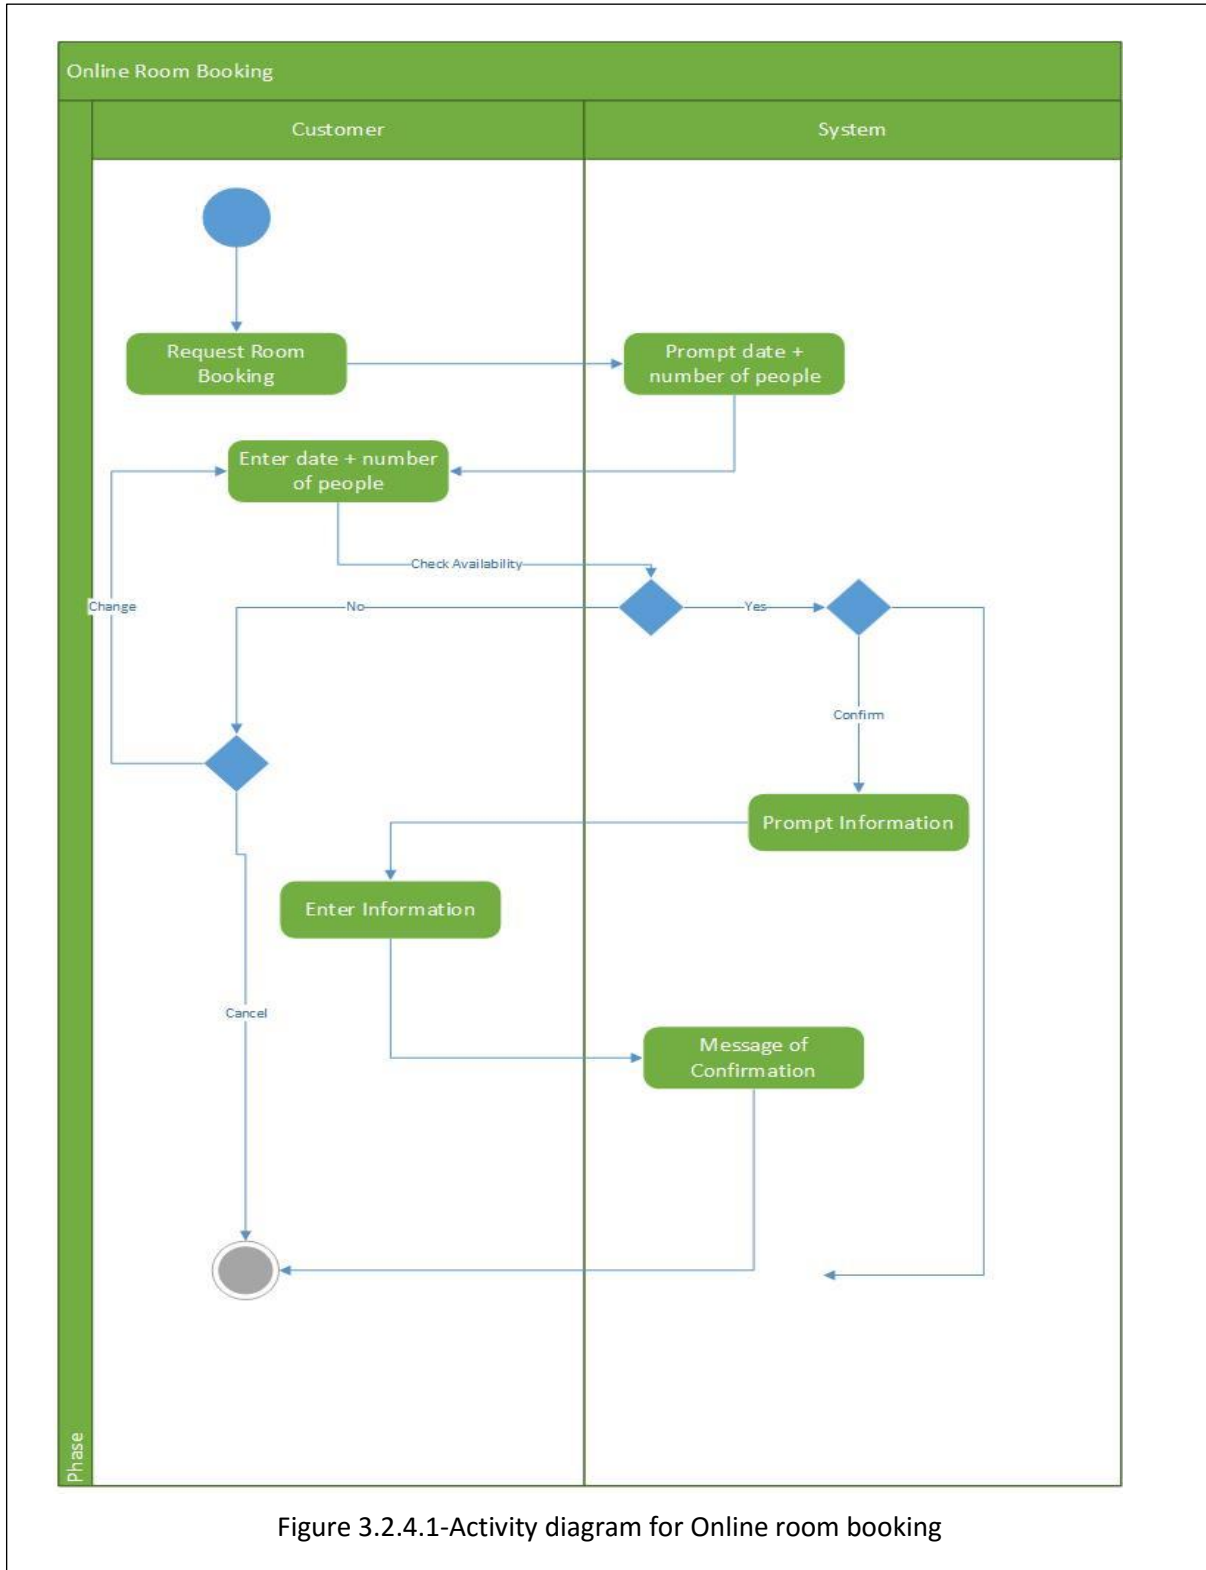 Online Room Booking
Customer
System
Request Room
Booking
Prompt date +
number of people
Enter date + number
of people
Check Availability
Change
No
Yes
Confirm
Prompt Information
Enter Information
Cancel
Message of
Confirmation
Phase
Figure 3.2.4.1-Activity diagram for Online room booking